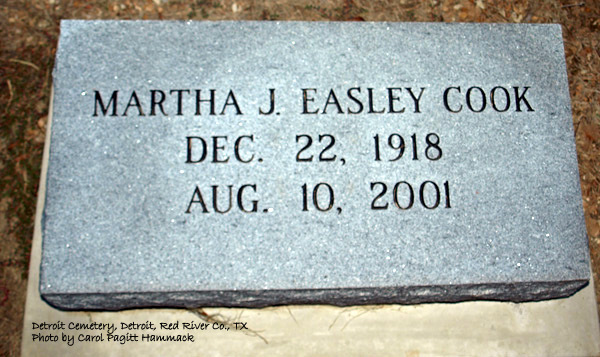 MARTHA J. EASLEY COOK
DEC. 22, 1918
AUG. 10, 2001
Detroit Cemetery, Detroit, Red River Co., TX
Photo by Carol Pagitt Hammack